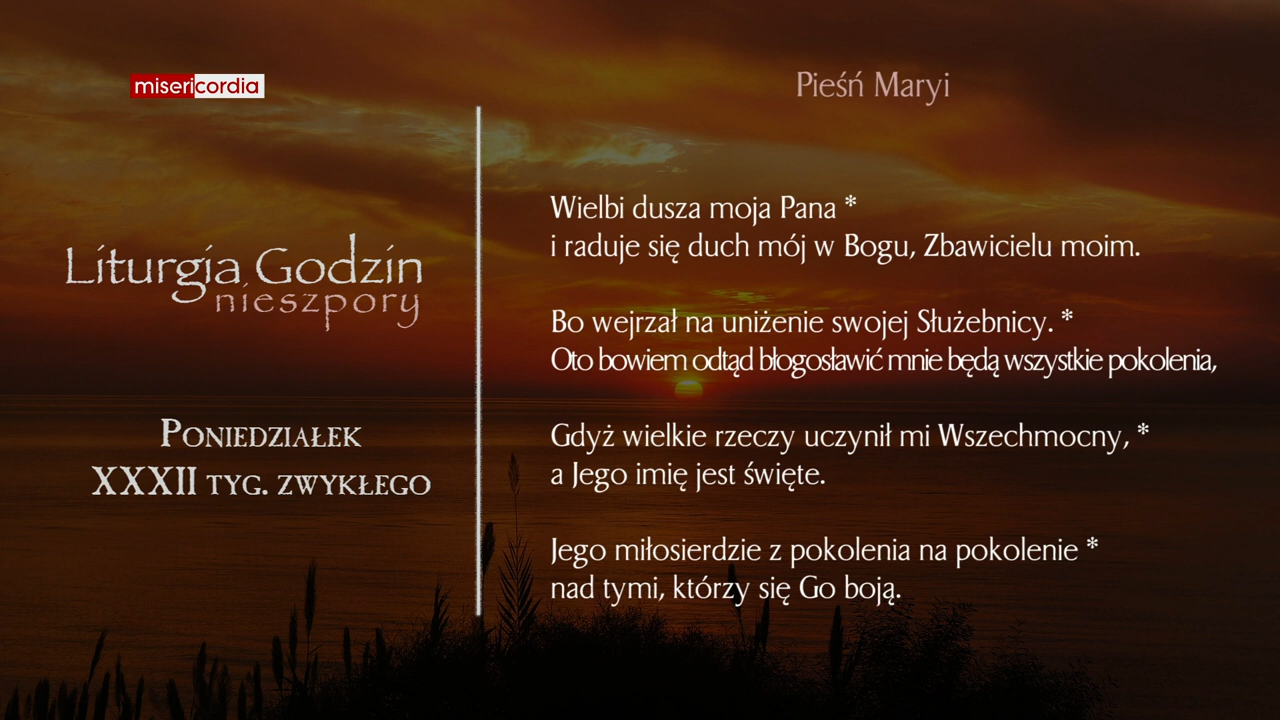 misericordia
Liturgia Godzin
nieszpory
Poniedziałek
XXXII tyg. zwykłego
Pieśń Maryi
Wielbi dusza moja Pana *
i raduje się duch mój w Bogu, Zbawicielu moim.
Bo wejrzał na uniżenie swojej Służebnicy. *
Oto bowiem odtąd błogosławić mnie będą wszystkie pokolenia,
Gdyż wielkie rzeczy uczynił mi Wszechmocny, *
a Jego imię jest święte.
Jego miłosierdzie z pokolenia na pokolenie *
nad tymi, którzy się Go boją.